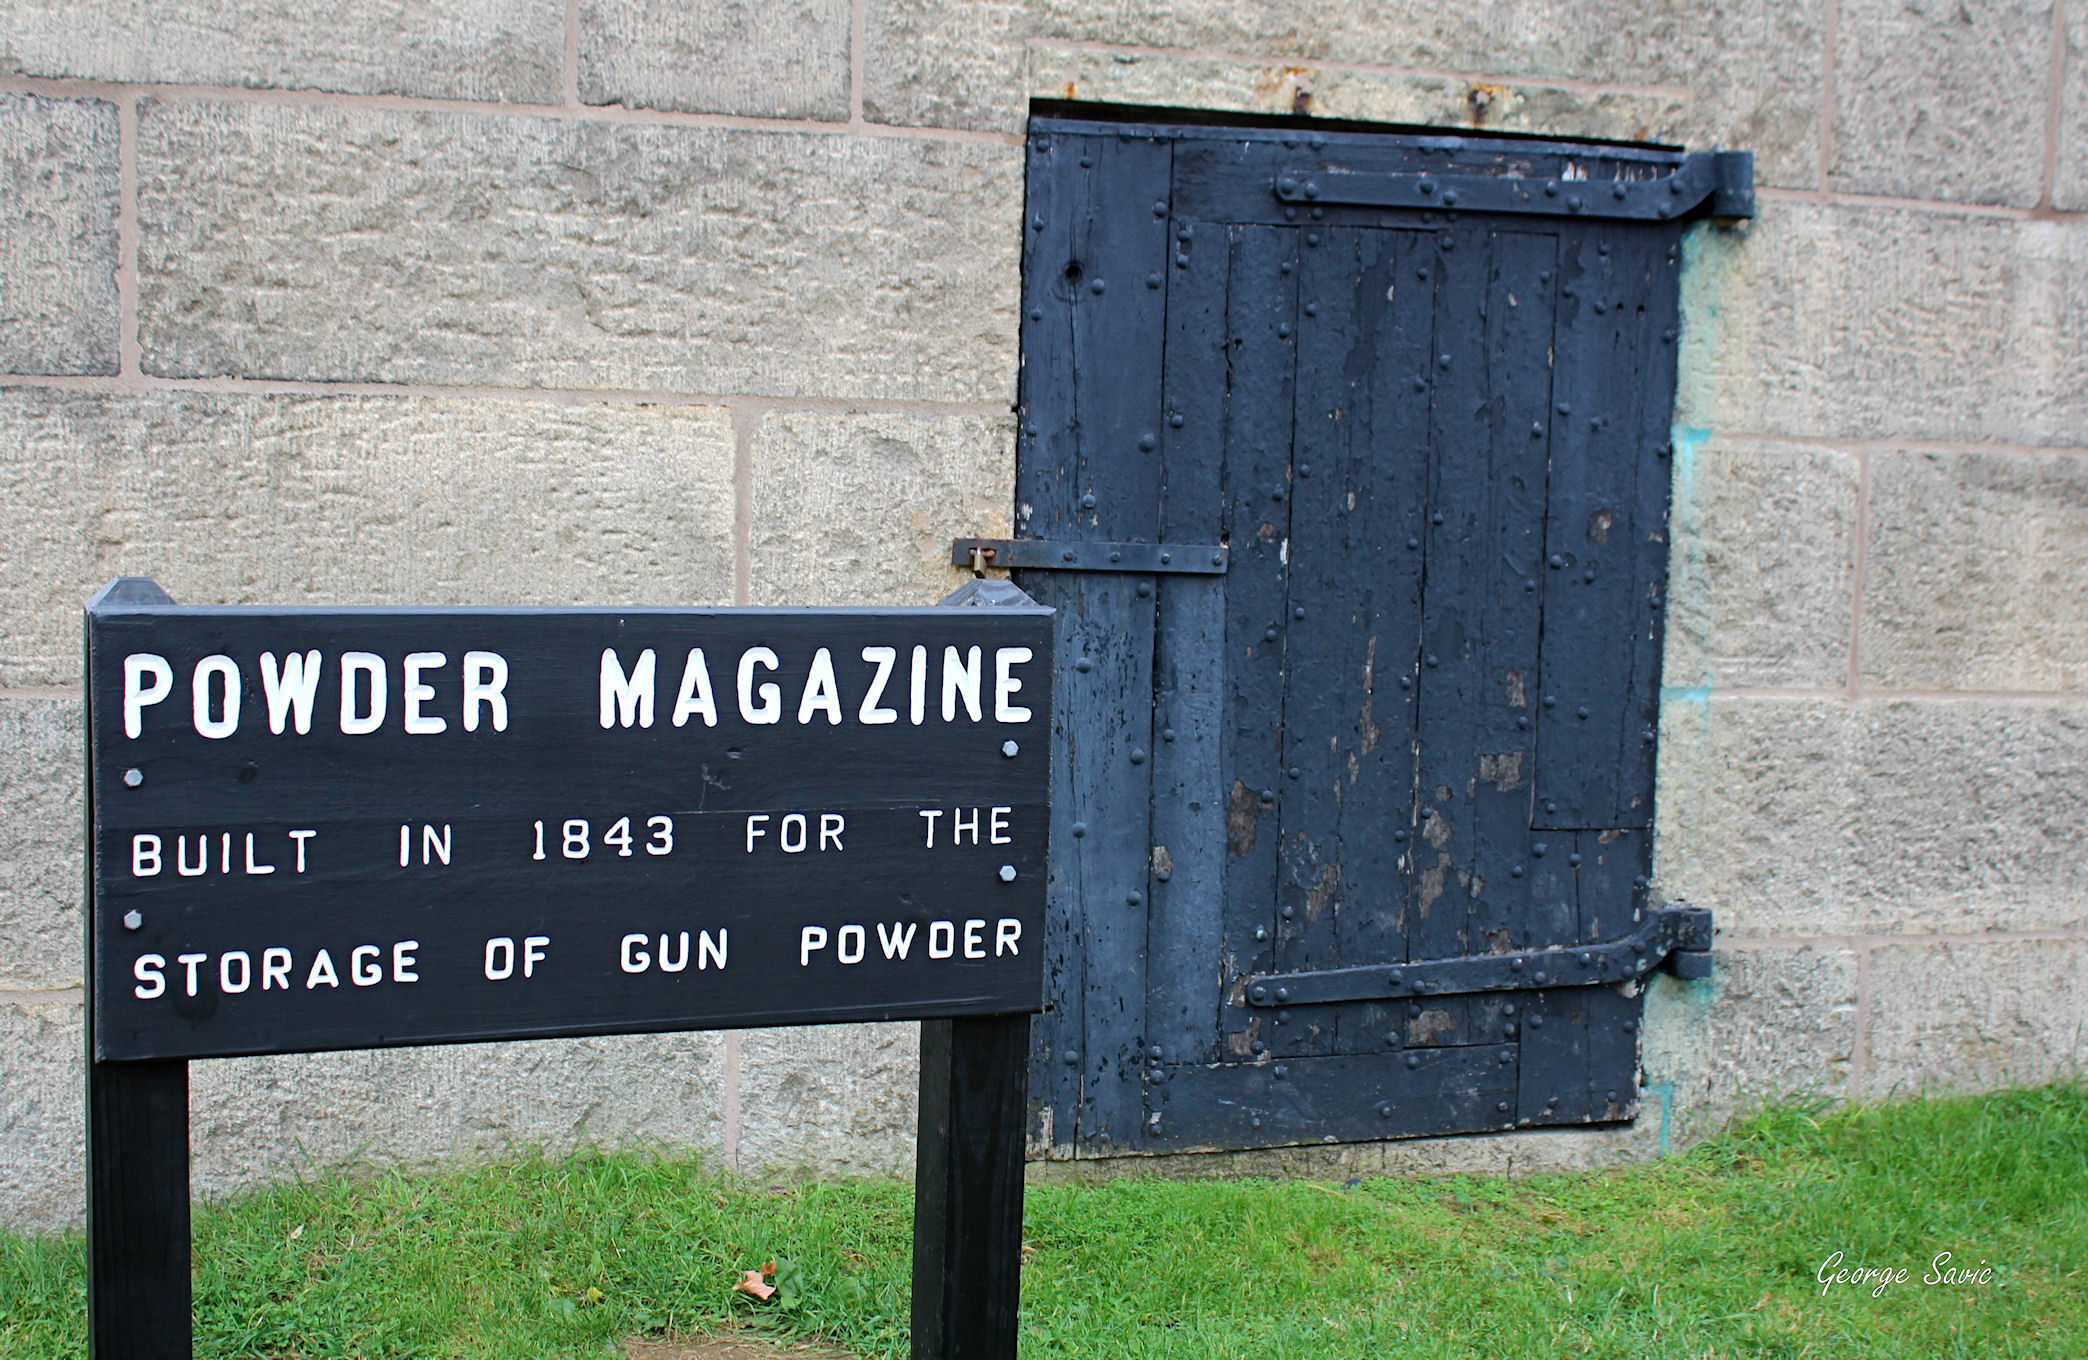 POWDER MAGAZINE
BUILT IN 1843 FOR THE
STORAGE OF GUN POWDER
George Savic